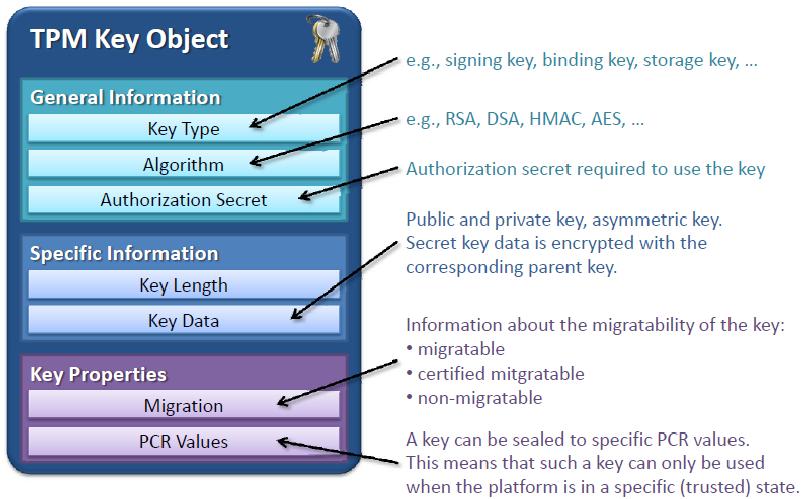 TPM Key Object
General Information
Key Type
Algorithm
Authorization Secret
Specific Information
Key Length
Key Data
Key Properties
Migration
PCR Values
e.g., signing key, binding key, storage key, ...
e.g., RSA, DSA, HMAC, AES, ...
Authorization secret required to use the key
Public and private key, asymmetric key.
Secret key data is encrypted with the
corresponding parent key.
Information about the migratability of the key:
• migratable
• certified mitgratable
• non-migratable
A key can be sealed to specific PCR values.
This means that such a key can only be used
when the platform is in a specific (trusted) state.